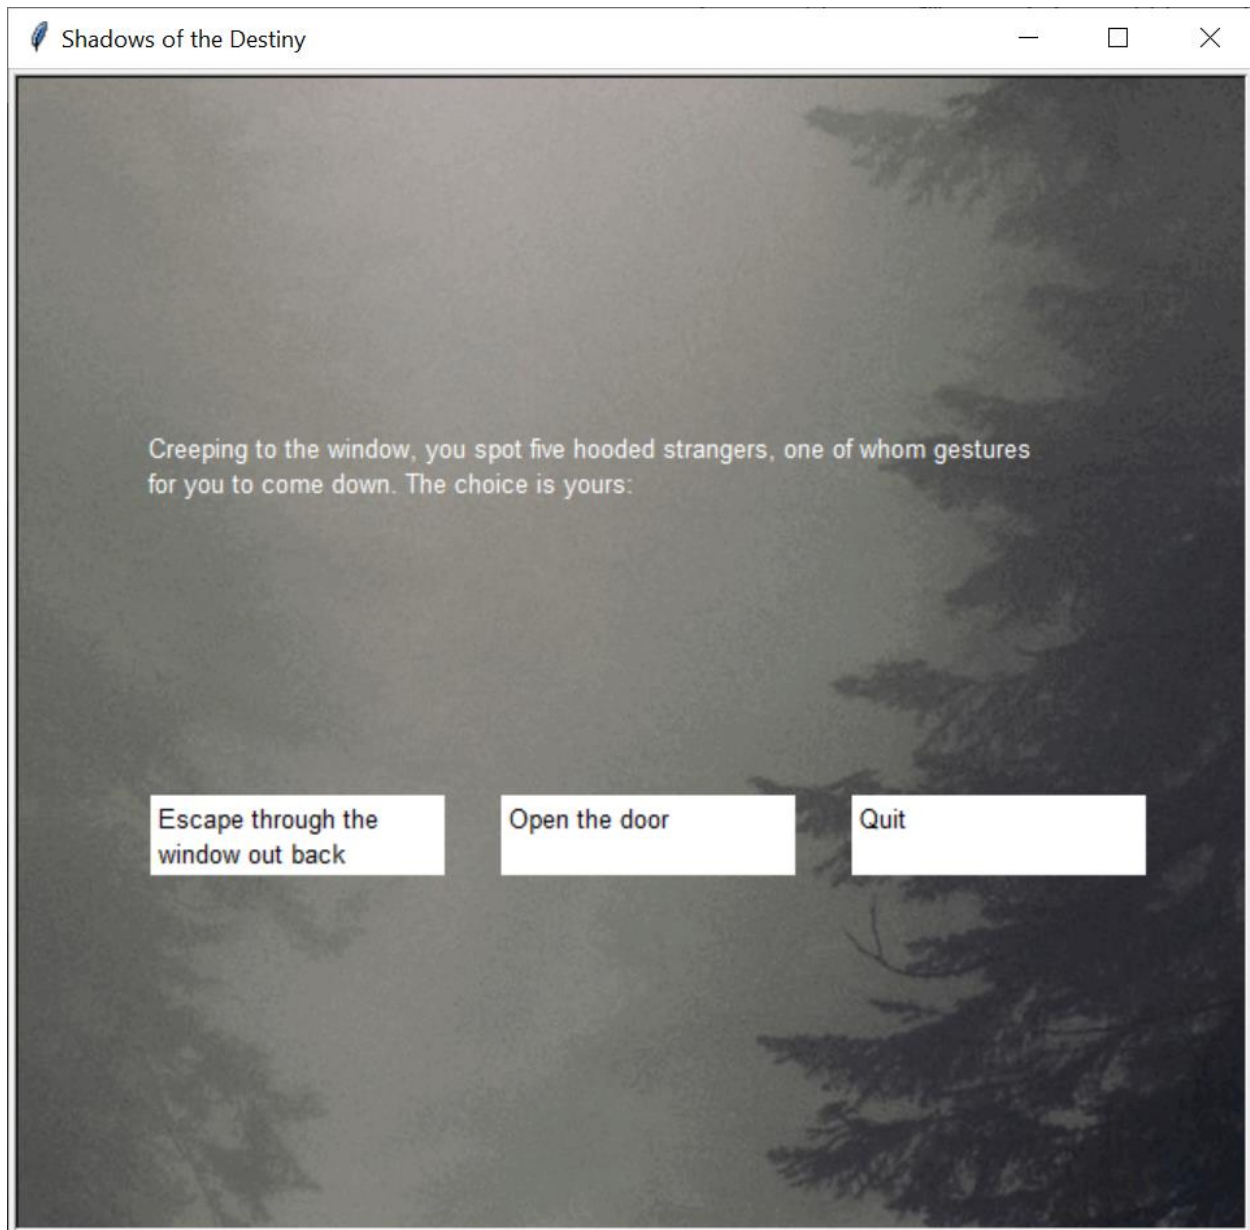 Shadows of the Destiny
Creeping to the window, you spot five hooded strangers, one of whom gestures
for you to come down. The choice is yours:
Escape through the
window out back
Open the door
Quit